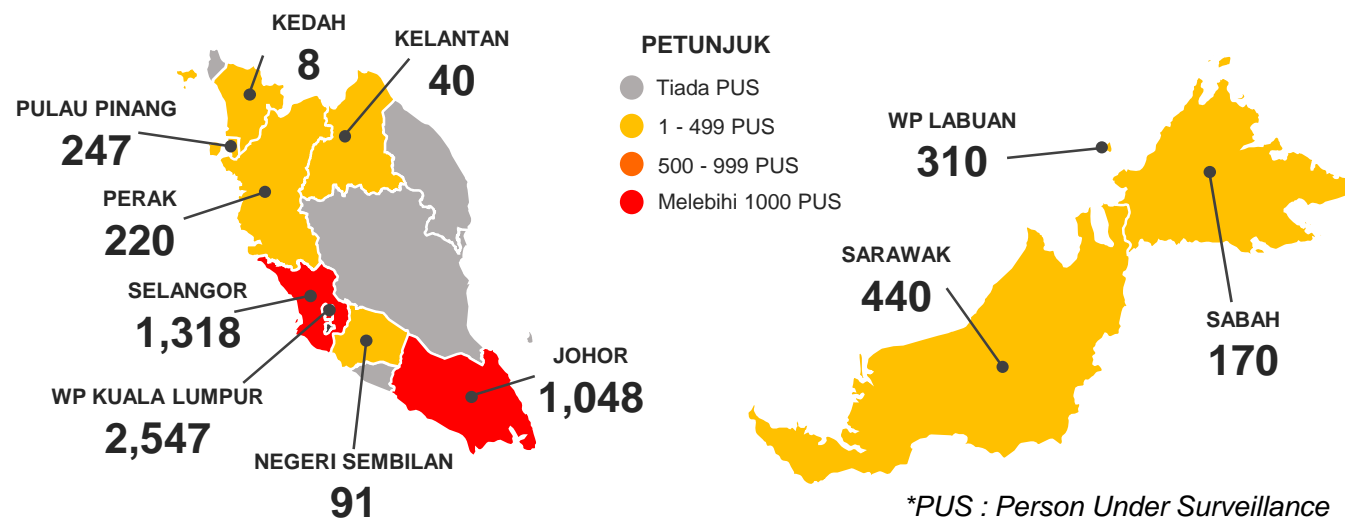 KEDAH
8
KELANTAN
40
PULAU PINANG
247
PERAK
220
SELANGOR
1,318
WP KUALA LUMPUR
2,547
NEGERI SEMBILAN
91
JOHOR
1,048
PETUNJUK
Tiada PUS
1 - 499 PUS
500 - 999 PUS
Melebihi 1000 PUS
WP LABUAN
310
SARAWAK
440
SABAH
170
*PUS : Person Under Surveillance